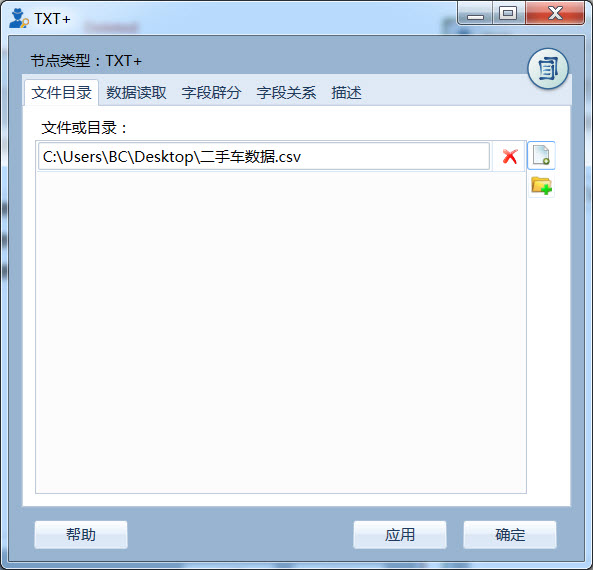 TXT+
节点类型：TXT+
文件目录 数据读取 字段辟分 字段关系 描述
文件或目录：
C:\Users\BC\Desktop\二手车数据.csv
帮助 应用 确定